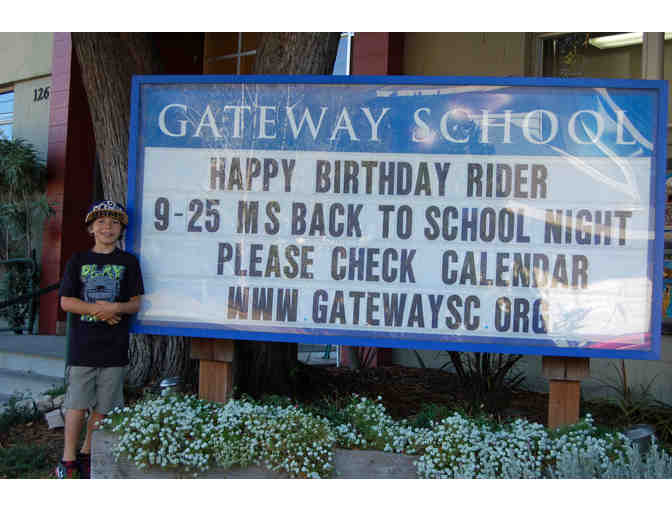 126
GATEWAY SCHOOL
HAPPY BIRTHDAY RIDER
9-25 MS BACK TO SCHOOL NIGHT
PLEASE CHECK CALENDAR
WWW.GATEWAYSC.ORG